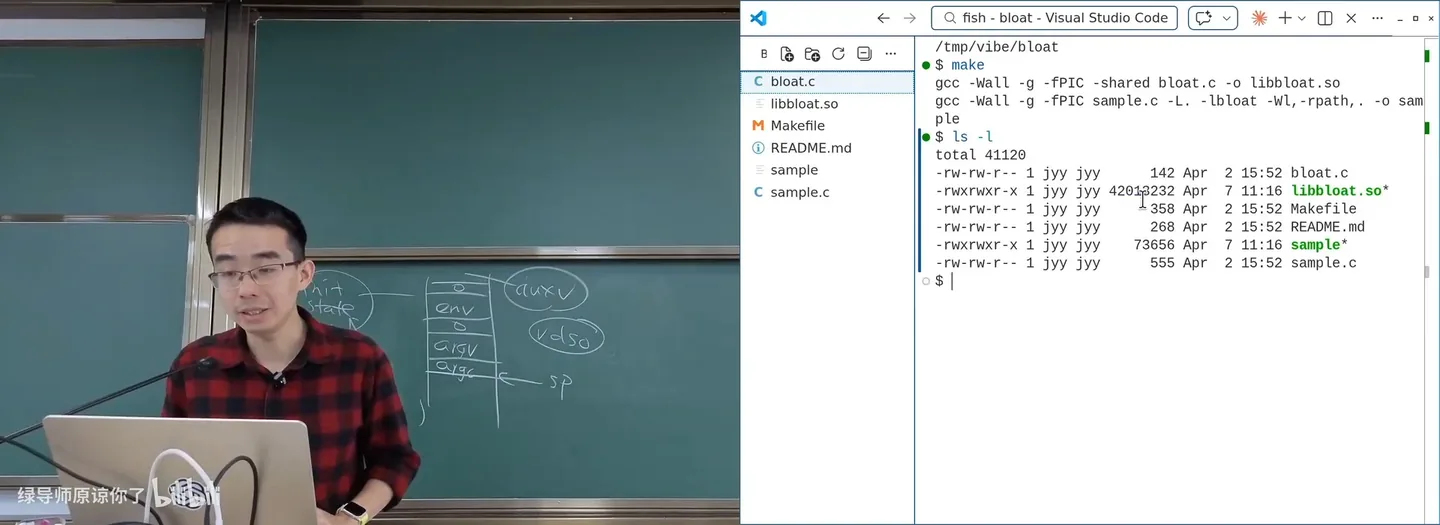 init
state
0
env
0
argv
argc
auxv
vdso
sp
绿导师原谅你了 bilibili
fish - bloat - Visual Studio Code
B
bloat.c
libbloat.so
Makefile
README.md
sample
sample.c
/tmp/vibe/bloat
$ make
gcc -Wall -g -fPIC -shared bloat.c -o libbloat.so
gcc -Wall -g -fPIC sample.c -L. -lbloat -Wl,-rpath,. -o sam
ple
$ ls -l
total 41120
-rw-rw-r-- 1 jyy jyy 142 Apr 2 15:52 bloat.c
-rwxrwxr-x 1 jyy jyy 42013232 Apr 7 11:16 libbloat.so*
-rw-rw-r-- 1 jyy jyy 358 Apr 2 15:52 Makefile
-rw-rw-r-- 1 jyy jyy 268 Apr 2 15:52 README.md
-rwxrwxr-x 1 jyy jyy 73656 Apr 7 11:16 sample*
-rw-rw-r-- 1 jyy jyy 555 Apr 2 15:52 sample.c
$